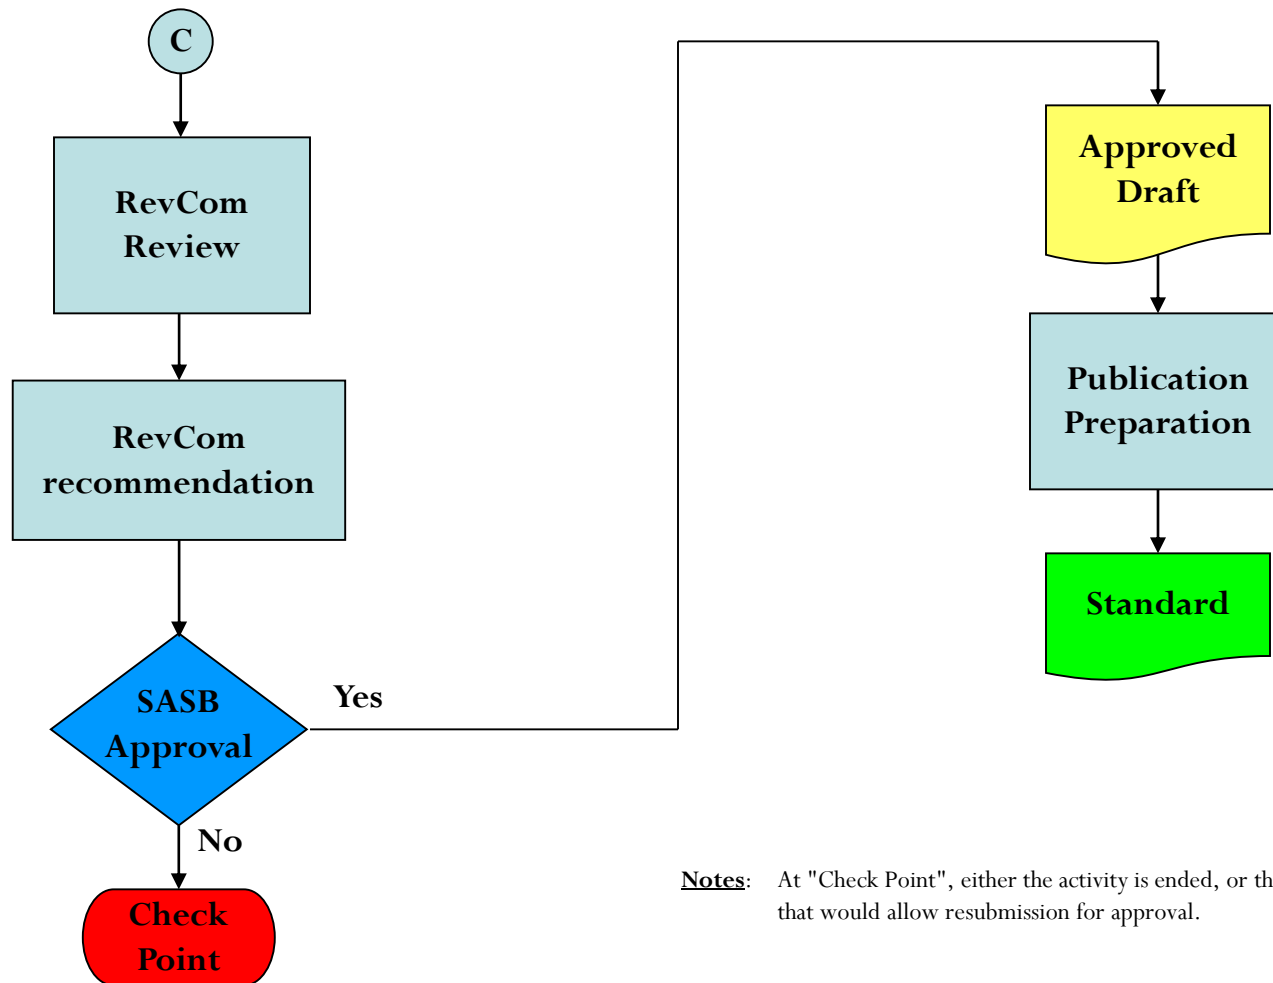 C
RevCom
Review
RevCom
recommendation
SASB
Approval
Yes
No
Check
Point
Approved
Draft
Publication
Preparation
Standard
Notes: At "Check Point", either the activity is ended, or th
that would allow resubmission for approval.